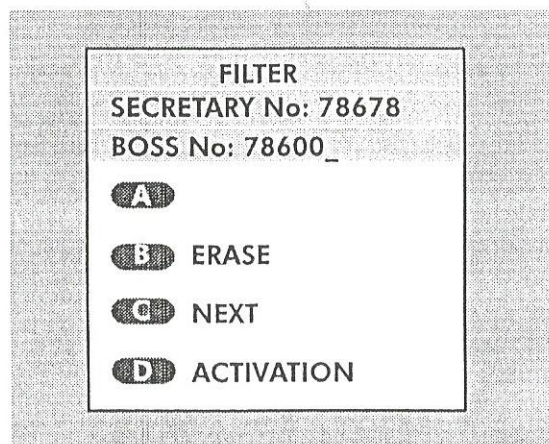 FILTER
SECRETARY No: 78678
BOSS No: 78600_
A
B ERASE
C NEXT
D ACTIVATION